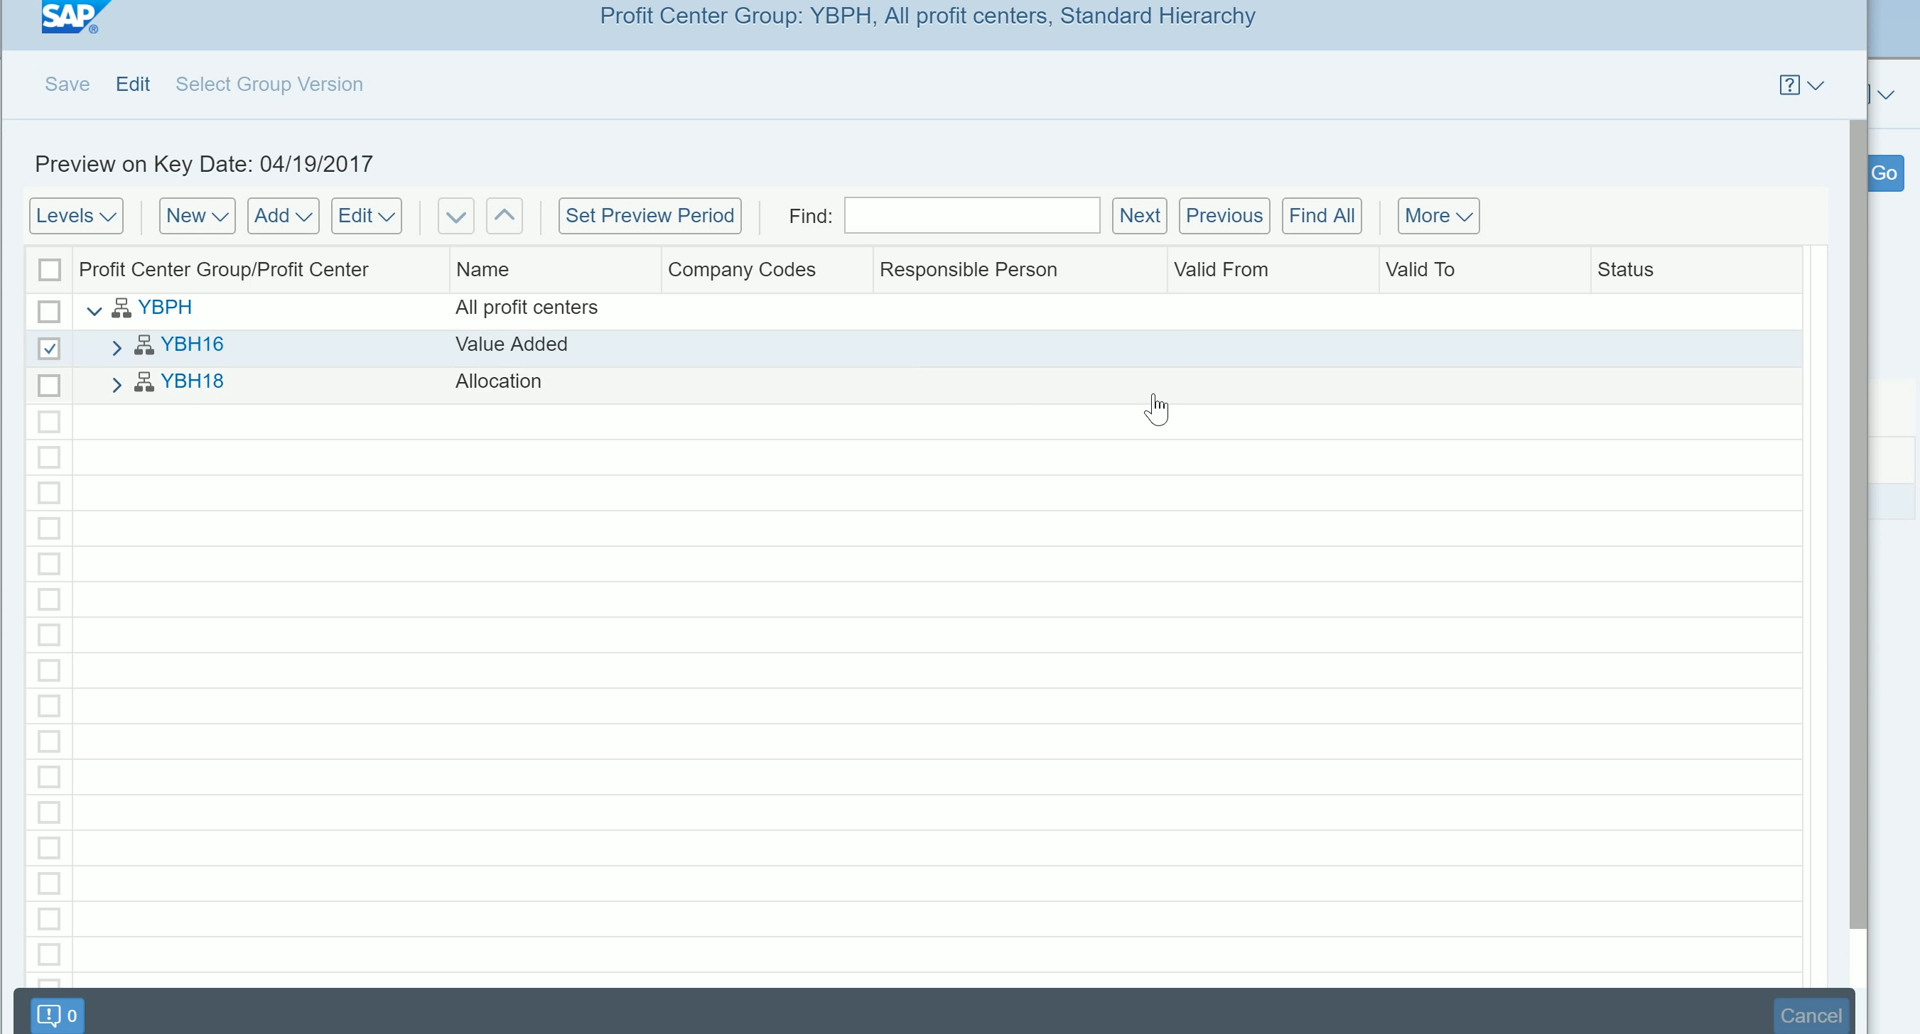 SAP
Profit Center Group: YBPH, All profit centers, Standard Hierarchy
Save Edit Select Group Version
Preview on Key Date: 04/19/2017
Go
Levels New Add Edit Set Preview Period Find: Next Previous Find All More
Profit Center Group/Profit Center Name Company Codes Responsible Person Valid From Valid To Status
YBPH All profit centers
YBH16 Value Added
YBH18 Allocation
0 Cancel